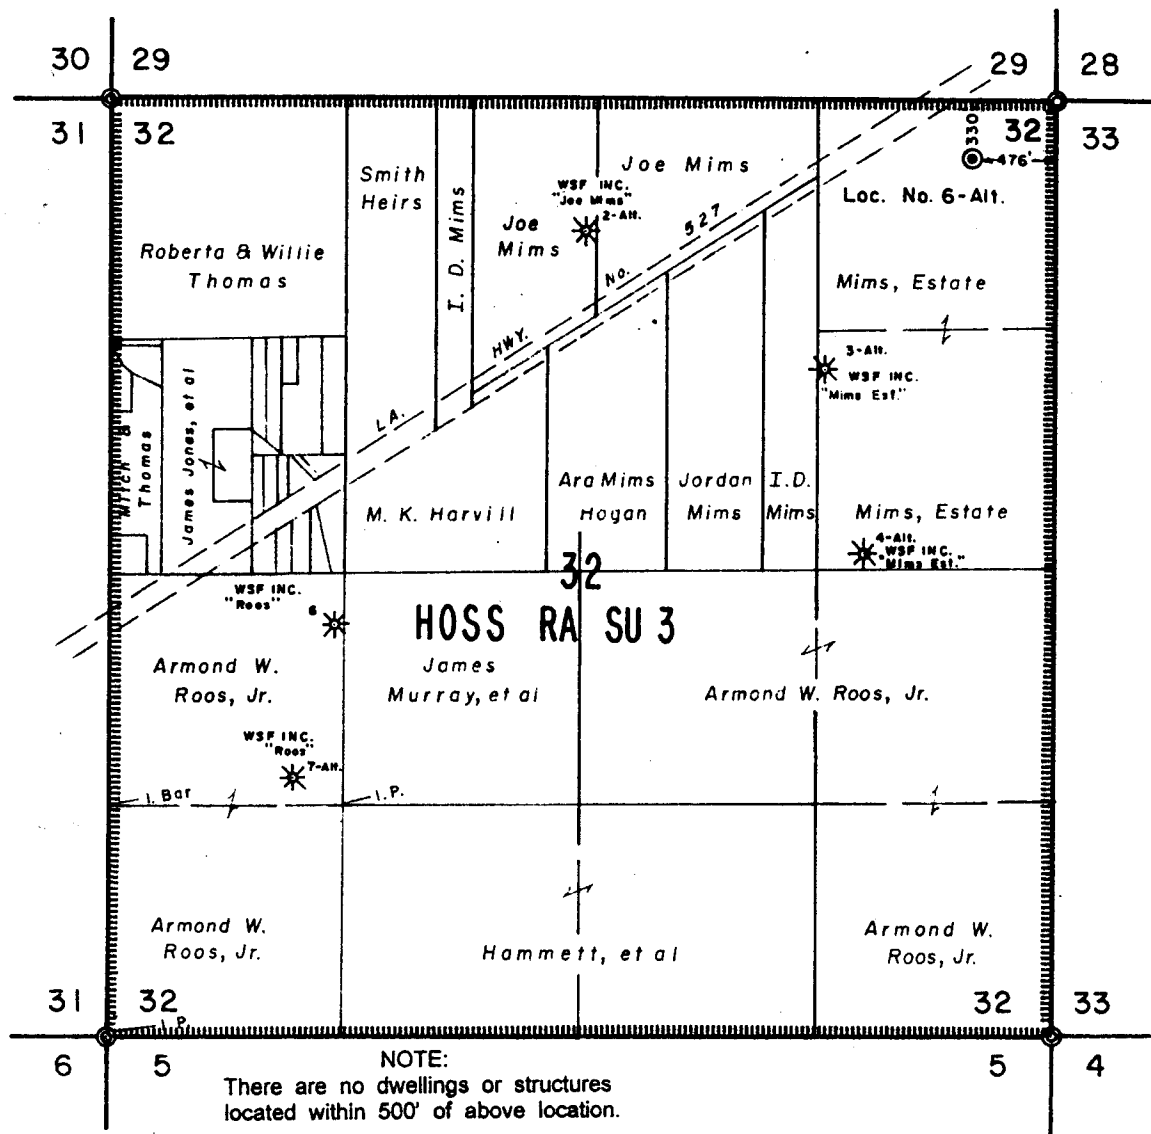 30 29
29 28
31 32
32 33
330'
476'
Loc. No. 6-Alt.
Smith
Heirs
I. D. Mims
WSF INC.
"Joe Mims"
2-Alt.
Joe Mims
Joe
Mims
Roberta & Willie
Thomas
LA. HWY. No. 527
Mims, Estate
3-Alt.
WSF INC.
"Mims Est."
Mitch B
Thomas
James Jones, et al
M. K. Harvill
Ara Mims
Hogan
Jordan
Mims
I.D.
Mims
Mims, Estate
4-Alt.
WSF INC.
"Mims Est."
32
HOSS RA SU 3
WSF INC.
"Roos"
6
Armond W.
Roos, Jr.
James
Murray, et al
Armond W. Roos, Jr.
WSF INC.
"Roos"
7-Alt.
I. Bar
I.P.
Armond W.
Roos, Jr.
Hammett, et al
Armond W.
Roos, Jr.
31 32
32 33
I.P.
6 5
5 4
NOTE:
There are no dwellings or structures
located within 500' of above location.